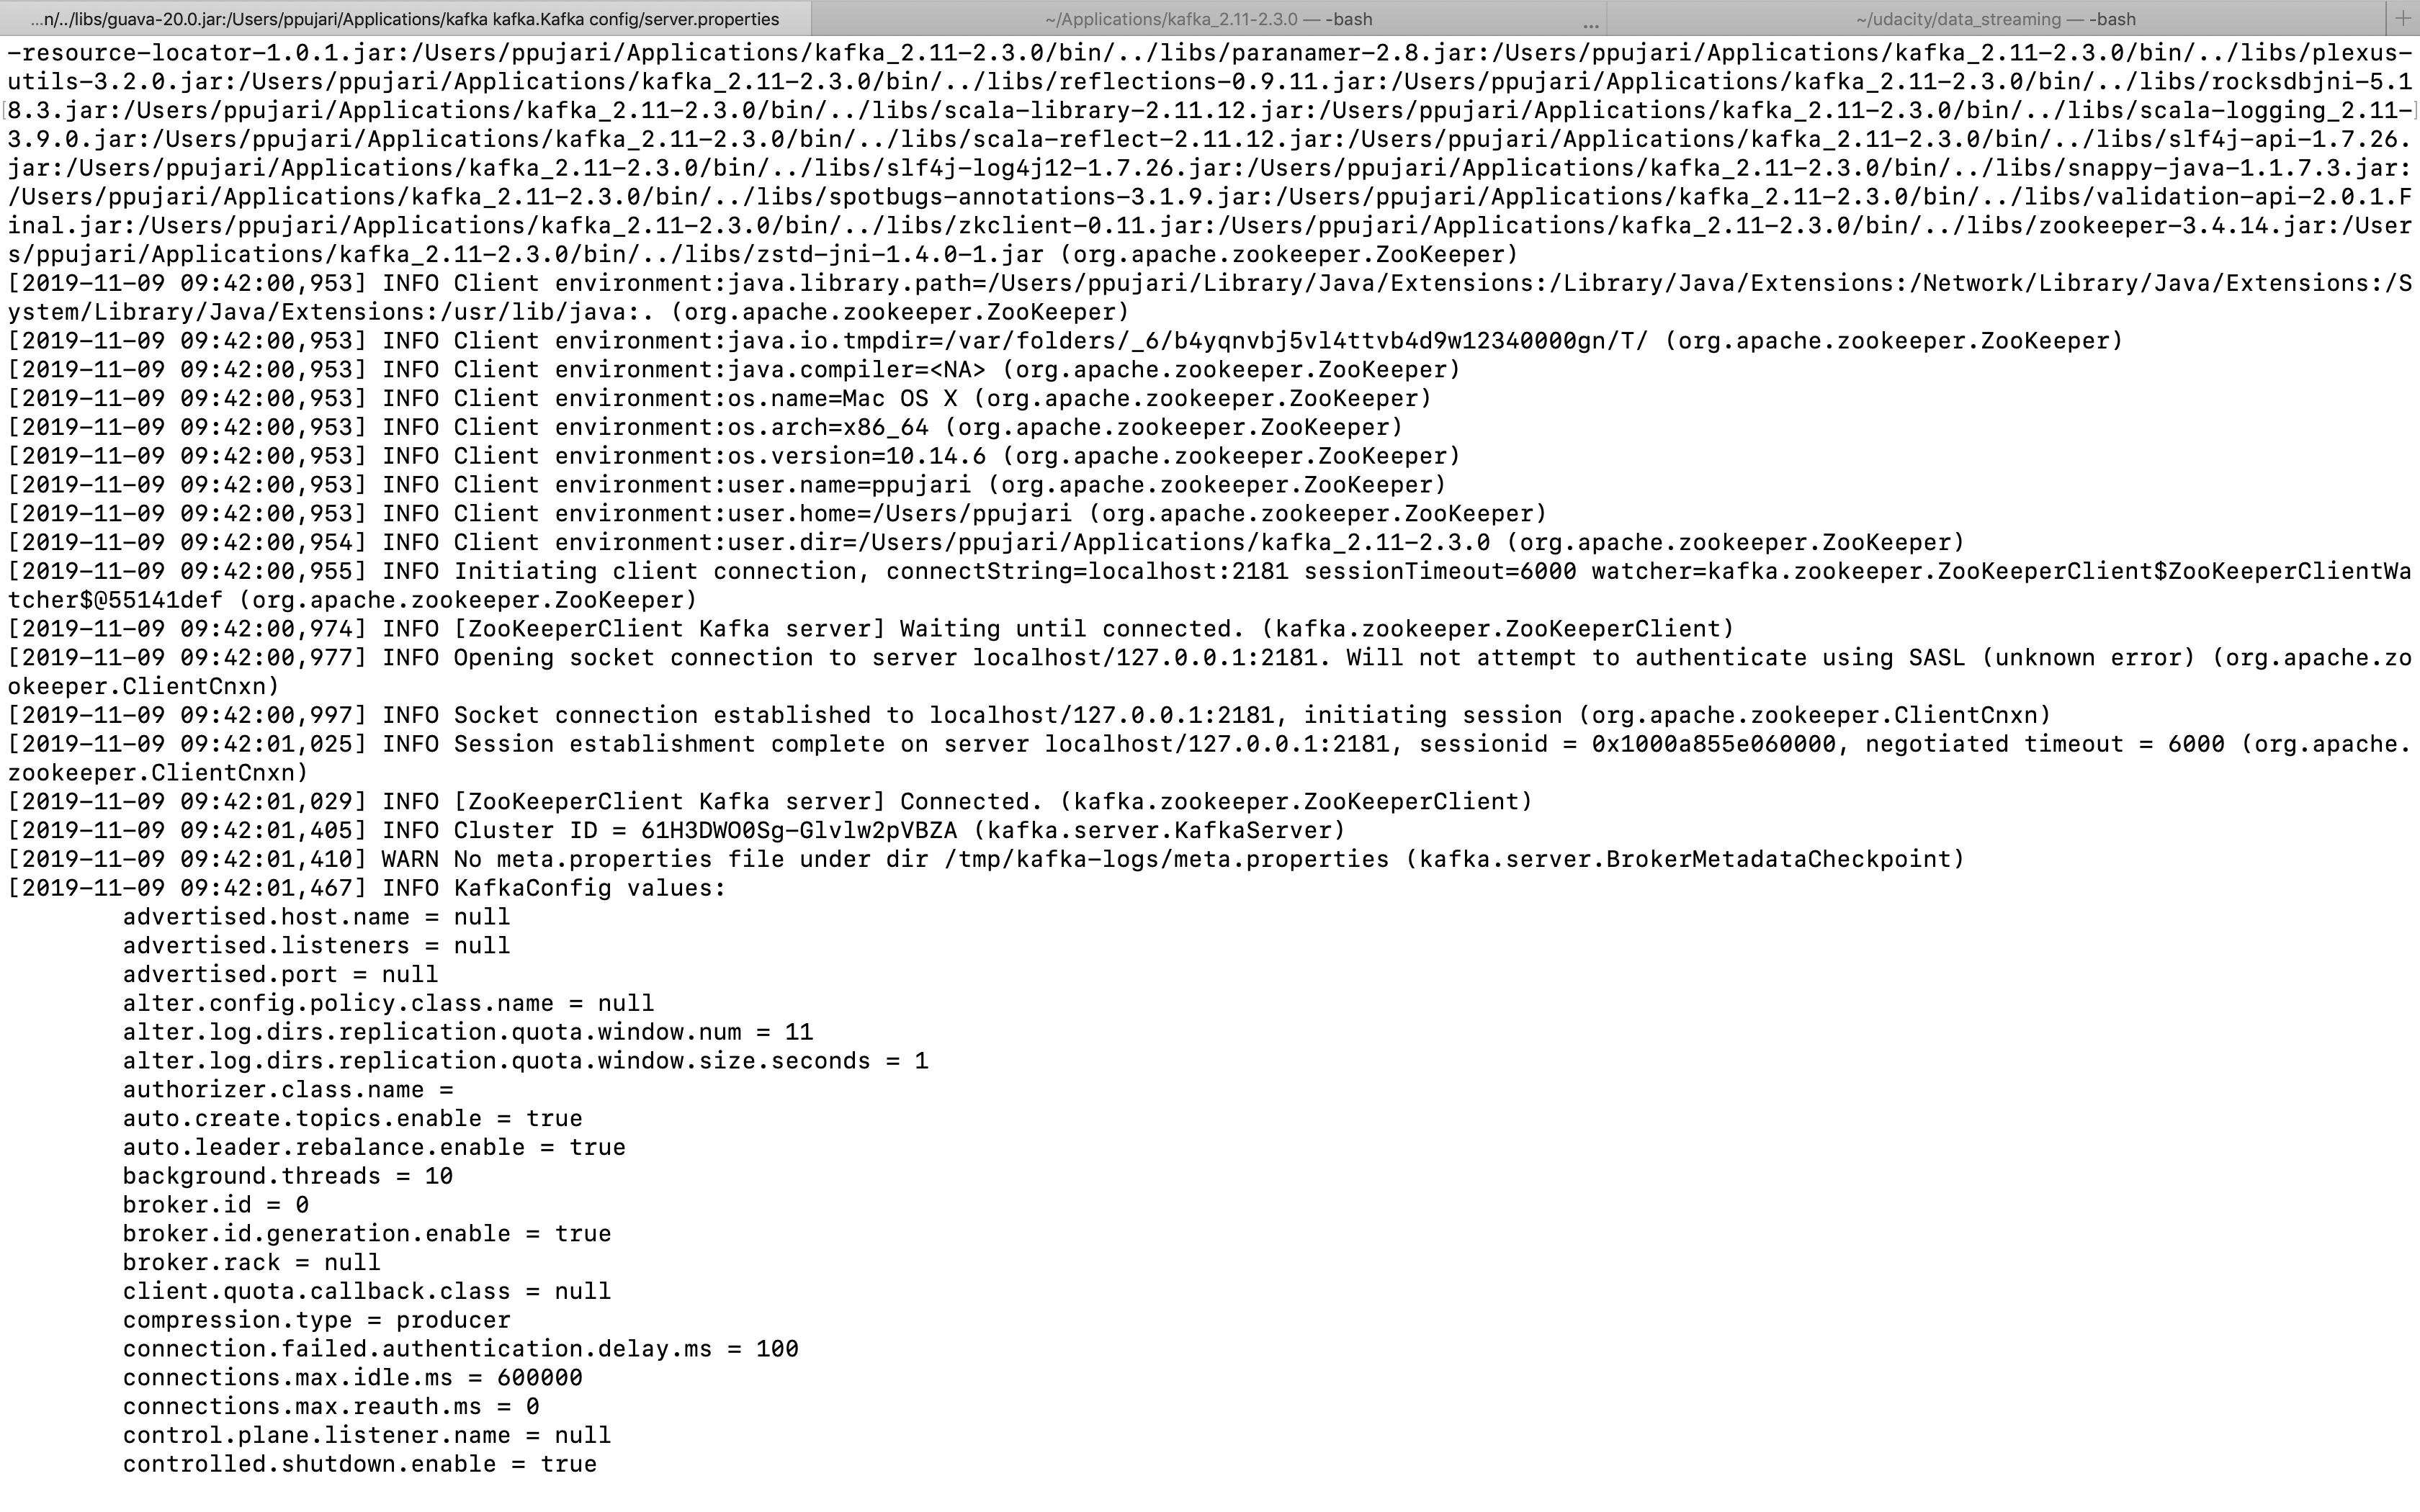 ...n/../libs/guava-20.0.jar:/Users/ppujari/Applications/kafka kafka.Kafka config/server.properties
~/Applications/kafka_2.11-2.3.0 — -bash
...
~/udacity/data_streaming — -bash
+
-resource-locator-1.0.1.jar:/Users/ppujari/Applications/kafka_2.11-2.3.0/bin/../libs/paranamer-2.8.jar:/Users/ppujari/Applications/kafka_2.11-2.3.0/bin/../libs/plexus-
utils-3.2.0.jar:/Users/ppujari/Applications/kafka_2.11-2.3.0/bin/../libs/reflections-0.9.11.jar:/Users/ppujari/Applications/kafka_2.11-2.3.0/bin/../libs/rocksdbjni-5.1
8.3.jar:/Users/ppujari/Applications/kafka_2.11-2.3.0/bin/../libs/scala-library-2.11.12.jar:/Users/ppujari/Applications/kafka_2.11-2.3.0/bin/../libs/scala-logging_2.11-
3.9.0.jar:/Users/ppujari/Applications/kafka_2.11-2.3.0/bin/../libs/scala-reflect-2.11.12.jar:/Users/ppujari/Applications/kafka_2.11-2.3.0/bin/../libs/slf4j-api-1.7.26.
jar:/Users/ppujari/Applications/kafka_2.11-2.3.0/bin/../libs/slf4j-log4j12-1.7.26.jar:/Users/ppujari/Applications/kafka_2.11-2.3.0/bin/../libs/snappy-java-1.1.7.3.jar:
/Users/ppujari/Applications/kafka_2.11-2.3.0/bin/../libs/spotbugs-annotations-3.1.9.jar:/Users/ppujari/Applications/kafka_2.11-2.3.0/bin/../libs/validation-api-2.0.1.F
inal.jar:/Users/ppujari/Applications/kafka_2.11-2.3.0/bin/../libs/zkclient-0.11.jar:/Users/ppujari/Applications/kafka_2.11-2.3.0/bin/../libs/zookeeper-3.4.14.jar:/User
s/ppujari/Applications/kafka_2.11-2.3.0/bin/../libs/zstd-jni-1.4.0-1.jar (org.apache.zookeeper.ZooKeeper)
[2019-11-09 09:42:00,953] INFO Client environment:java.library.path=/Users/ppujari/Library/Java/Extensions:/Library/Java/Extensions:/Network/Library/Java/Extensions:/S
ystem/Library/Java/Extensions:/usr/lib/java:. (org.apache.zookeeper.ZooKeeper)
[2019-11-09 09:42:00,953] INFO Client environment:java.io.tmpdir=/var/folders/_6/b4yqnvbj5vl4ttvb4d9w12340000gn/T/ (org.apache.zookeeper.ZooKeeper)
[2019-11-09 09:42:00,953] INFO Client environment:java.compiler=<NA> (org.apache.zookeeper.ZooKeeper)
[2019-11-09 09:42:00,953] INFO Client environment:os.name=Mac OS X (org.apache.zookeeper.ZooKeeper)
[2019-11-09 09:42:00,953] INFO Client environment:os.arch=x86_64 (org.apache.zookeeper.ZooKeeper)
[2019-11-09 09:42:00,953] INFO Client environment:os.version=10.14.6 (org.apache.zookeeper.ZooKeeper)
[2019-11-09 09:42:00,953] INFO Client environment:user.name=ppujari (org.apache.zookeeper.ZooKeeper)
[2019-11-09 09:42:00,953] INFO Client environment:user.home=/Users/ppujari (org.apache.zookeeper.ZooKeeper)
[2019-11-09 09:42:00,954] INFO Client environment:user.dir=/Users/ppujari/Applications/kafka_2.11-2.3.0 (org.apache.zookeeper.ZooKeeper)
[2019-11-09 09:42:00,955] INFO Initiating client connection, connectString=localhost:2181 sessionTimeout=6000 watcher=kafka.zookeeper.ZooKeeperClient$ZooKeeperClientWa
tcher$@55141def (org.apache.zookeeper.ZooKeeper)
[2019-11-09 09:42:00,974] INFO [ZooKeeperClient Kafka server] Waiting until connected. (kafka.zookeeper.ZooKeeperClient)
[2019-11-09 09:42:00,977] INFO Opening socket connection to server localhost/127.0.0.1:2181. Will not attempt to authenticate using SASL (unknown error) (org.apache.zo
okeeper.ClientCnxn)
[2019-11-09 09:42:00,997] INFO Socket connection established to localhost/127.0.0.1:2181, initiating session (org.apache.zookeeper.ClientCnxn)
[2019-11-09 09:42:01,025] INFO Session establishment complete on server localhost/127.0.0.1:2181, sessionid = 0x1000a855e060000, negotiated timeout = 6000 (org.apache.
zookeeper.ClientCnxn)
[2019-11-09 09:42:01,029] INFO [ZooKeeperClient Kafka server] Connected. (kafka.zookeeper.ZooKeeperClient)
[2019-11-09 09:42:01,405] INFO Cluster ID = 61H3DWO0Sg-Glvlw2pVBZA (kafka.server.KafkaServer)
[2019-11-09 09:42:01,410] WARN No meta.properties file under dir /tmp/kafka-logs/meta.properties (kafka.server.BrokerMetadataCheckpoint)
[2019-11-09 09:42:01,467] INFO KafkaConfig values:
advertised.host.name = null
advertised.listeners = null
advertised.port = null
alter.config.policy.class.name = null
alter.log.dirs.replication.quota.window.num = 11
alter.log.dirs.replication.quota.window.size.seconds = 1
authorizer.class.name =
auto.create.topics.enable = true
auto.leader.rebalance.enable = true
background.threads = 10
broker.id = 0
broker.id.generation.enable = true
broker.rack = null
client.quota.callback.class = null
compression.type = producer
connection.failed.authentication.delay.ms = 100
connections.max.idle.ms = 600000
connections.max.reauth.ms = 0
control.plane.listener.name = null
controlled.shutdown.enable = true